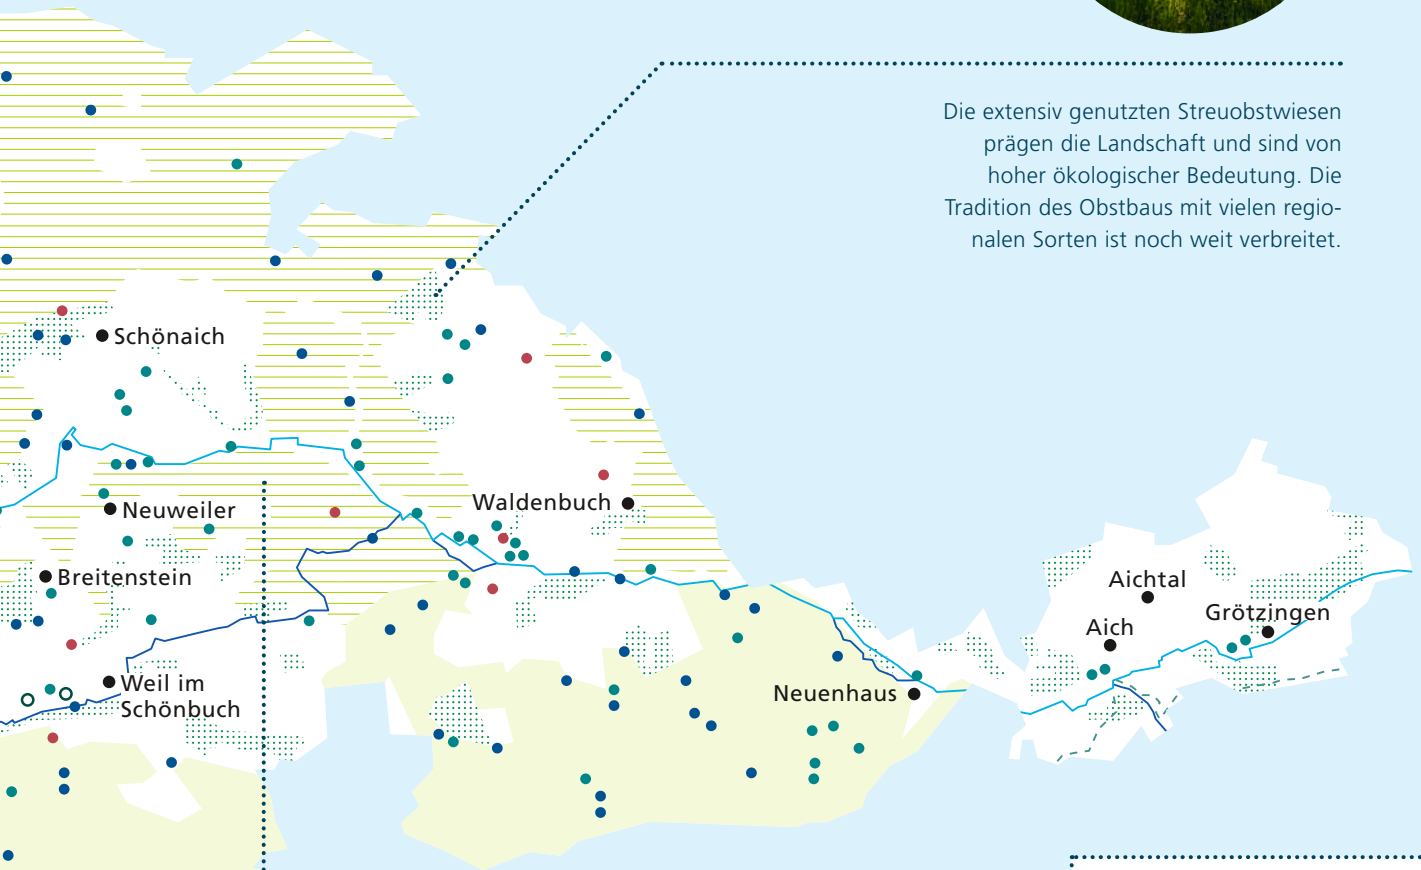 Die extensiv genutzten Streuobstwiesen
prägen die Landschaft und sind von
hoher ökologischer Bedeutung. Die
Tradition des Obstbaus mit vielen regio-
nalen Sorten ist noch weit verbreitet.
Schönaich
Waldenbuch
Neuweiler
Breitenstein
Aichtal
Grötzingen
Aich
Weil im
Schönbuch
Neuenhaus